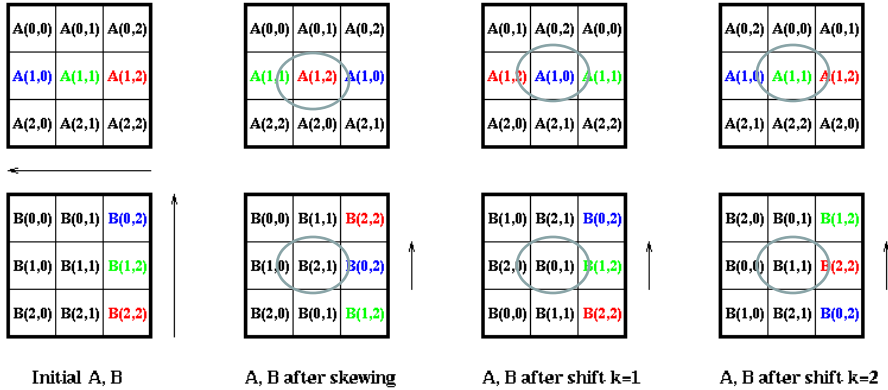 A(0,0) A(0,1) A(0,2) A(0,0) A(0,1) A(0,2) A(0,1) A(0,2) A(0,0) A(0,2) A(0,0) A(0,1)
A(1,0) A(1,1) A(1,2) A(1,1) A(1,2) A(1,0) A(1,2) A(1,0) A(1,1) A(1,0) A(1,1) A(1,2)
A(2,0) A(2,1) A(2,2) A(2,2) A(2,0) A(2,1) A(2,0) A(2,1) A(2,2) A(2,1) A(2,2) A(2,0)
B(0,0) B(0,1) B(0,2) B(0,0) B(1,1) B(2,2) B(1,0) B(2,1) B(0,2) B(2,0) B(0,1) B(1,2)
B(1,0) B(1,1) B(1,2) B(1,0) B(2,1) B(0,2) B(2,0) B(0,1) B(1,2) B(0,0) B(1,1) B(2,2)
B(2,0) B(2,1) B(2,2) B(2,0) B(0,1) B(1,2) B(0,0) B(1,1) B(2,2) B(1,0) B(2,1) B(0,2)
Initial A, B A, B after skewing A, B after shift k=1 A, B after shift k=2